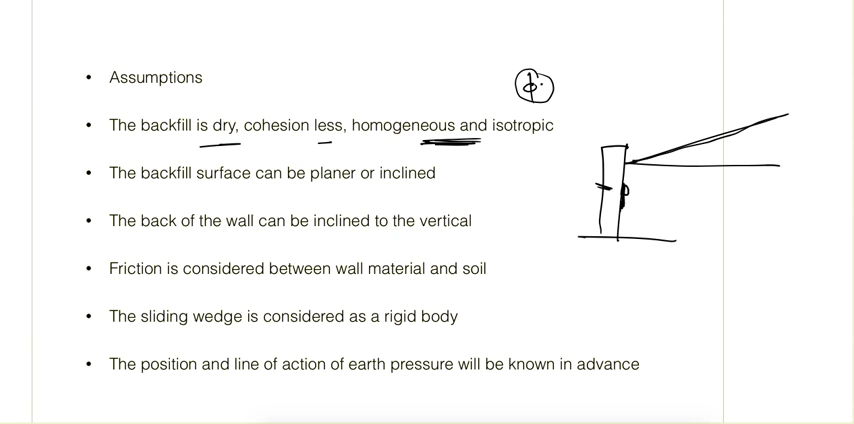 Assumptions
ϕ
The backfill is dry, cohesion less, homogeneous and isotropic
The backfill surface can be planer or inclined
The back of the wall can be inclined to the vertical
Friction is considered between wall material and soil
The sliding wedge is considered as a rigid body
The position and line of action of earth pressure will be known in advance